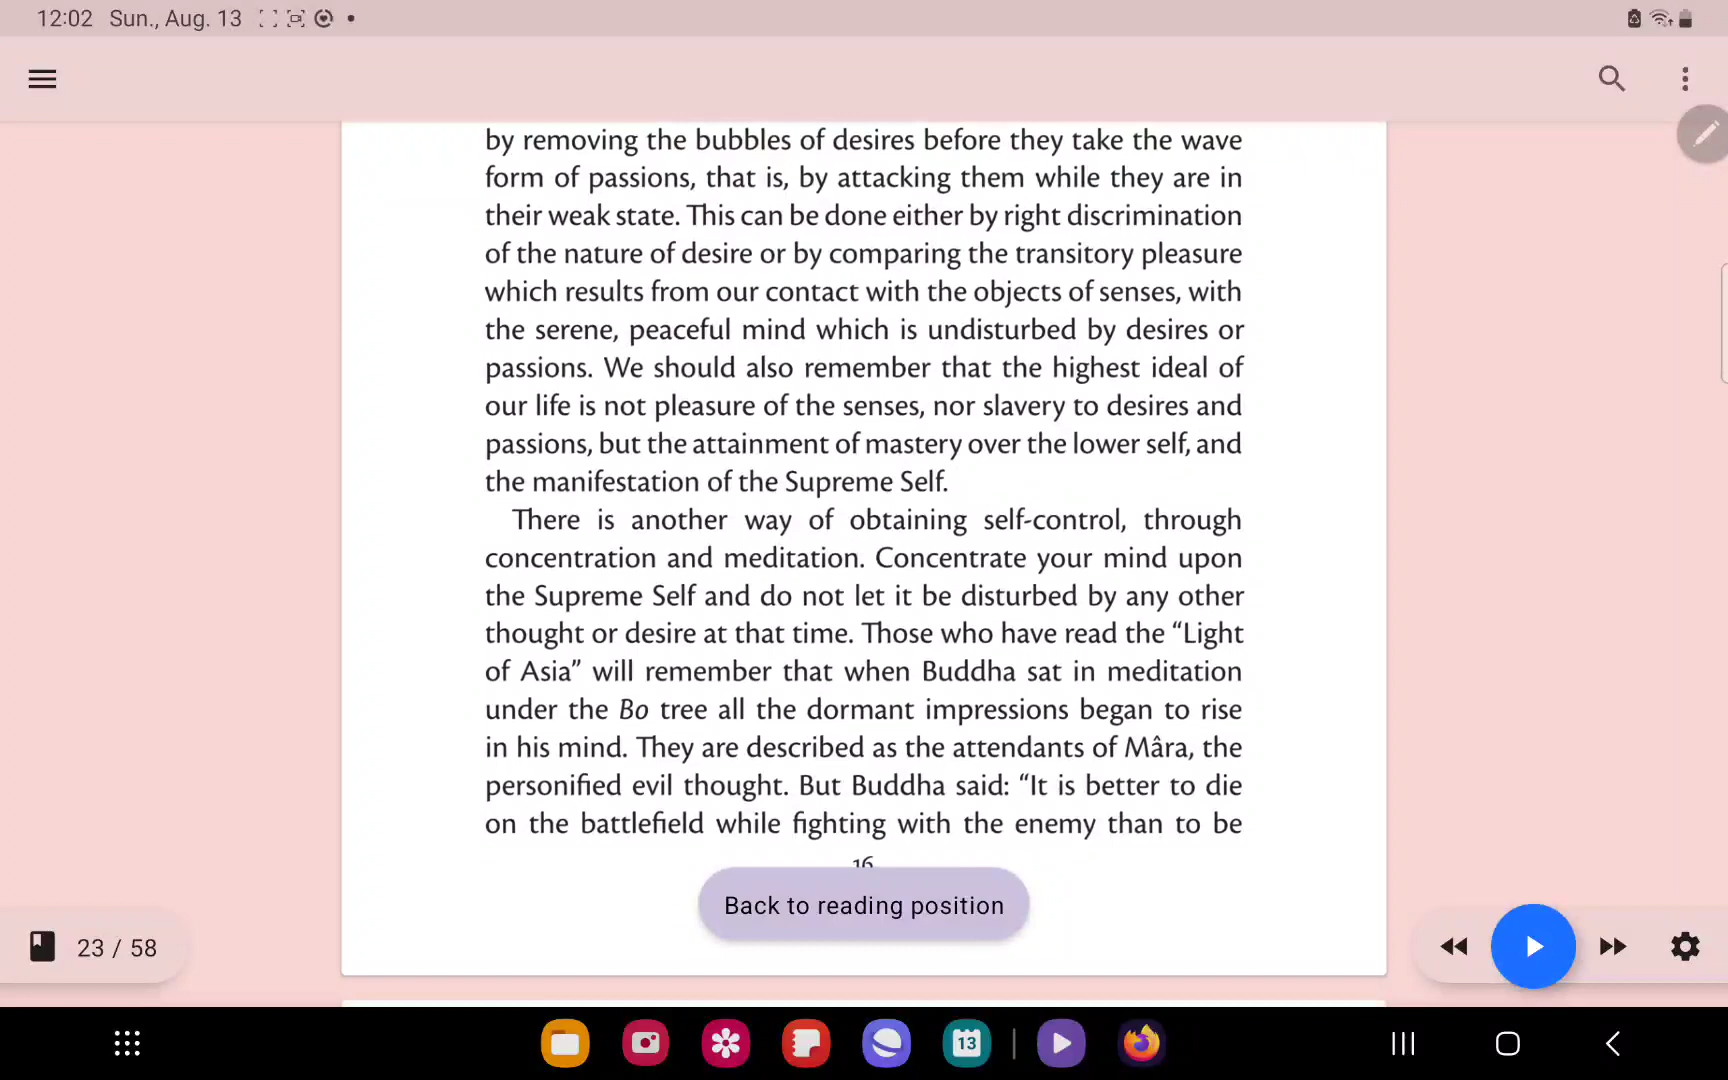 12:02 Sun., Aug. 13
by removing the bubbles of desires before they take the wave
form of passions, that is, by attacking them while they are in
their weak state. This can be done either by right discrimination
of the nature of desire or by comparing the transitory pleasure
which results from our contact with the objects of senses, with
the serene, peaceful mind which is undisturbed by desires or
passions. We should also remember that the highest ideal of
our life is not pleasure of the senses, nor slavery to desires and
passions, but the attainment of mastery over the lower self, and
the manifestation of the Supreme Self.
There is another way of obtaining self-control, through
concentration and meditation. Concentrate your mind upon
the Supreme Self and do not let it be disturbed by any other
thought or desire at that time. Those who have read the “Light
of Asia” will remember that when Buddha sat in meditation
under the Bo tree all the dormant impressions began to rise
in his mind. They are described as the attendants of Mâra, the
personified evil thought. But Buddha said: “It is better to die
on the battlefield while fighting with the enemy than to be
16
Back to reading position
23 / 58
13